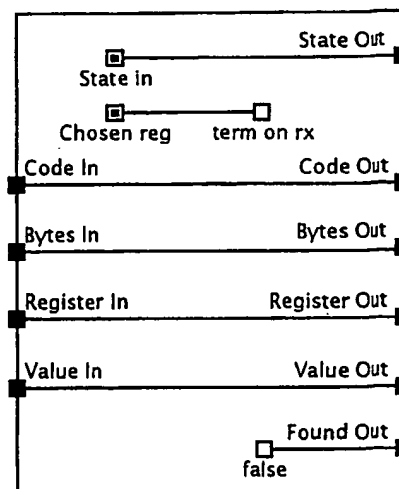 State Out
State in
Chosen reg term on rx
Code In Code Out
Bytes In Bytes Out
Register In Register Out
Value In Value Out
Found Out
false